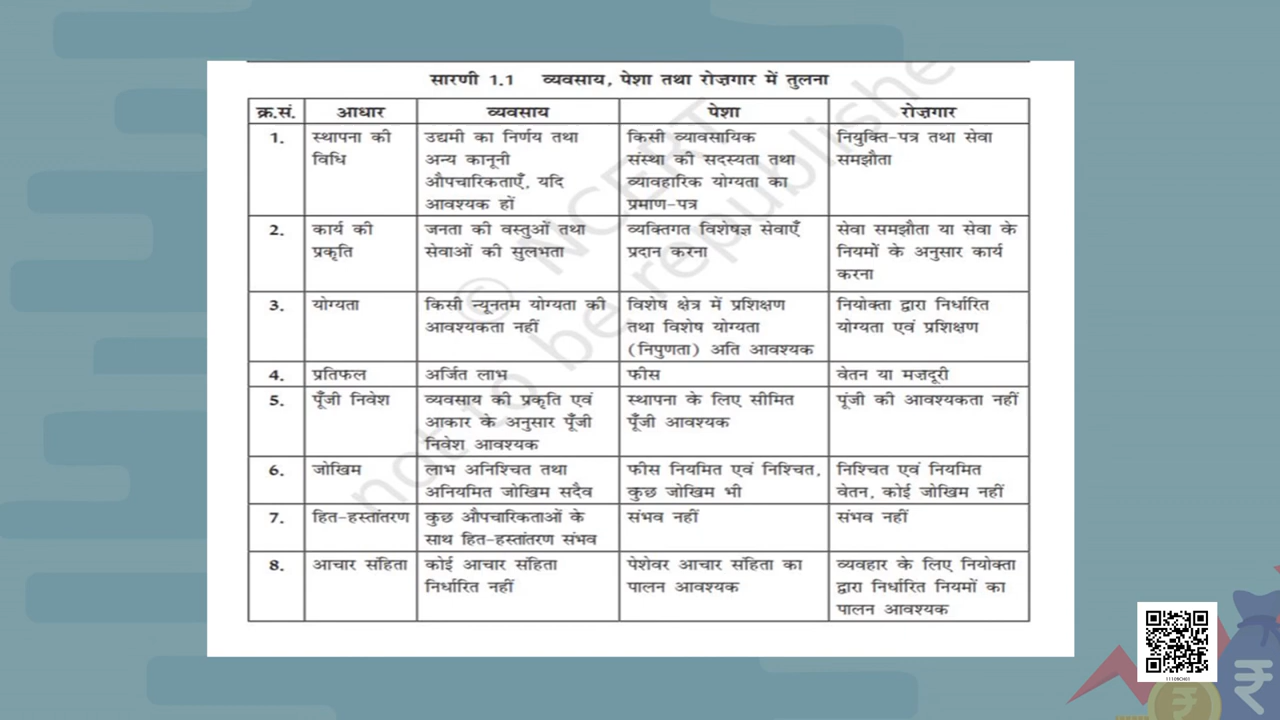 सारणी 1.1 व्यवसाय, पेशा तथा रोज़गार में तुलना
क्र.सं. आधार व्यवसाय पेशा रोज़गार
1. स्थापना की विधि
उद्यमी का निर्णय तथा
अन्य कानूनी
औपचारिकताएँ, यदि
आवश्यक हों
किसी व्यावसायिक
संस्था की सदस्यता तथा
व्यावहारिक योग्यता का
प्रमाण-पत्र
नियुक्ति-पत्र तथा सेवा
समझौता
2. कार्य की
प्रकृति
जनता की वस्तुओं तथा
सेवाओं की सुलभता
व्यक्तिगत विशेषज्ञ सेवाएँ
प्रदान करना
सेवा समझौता या सेवा के
नियमों के अनुसार कार्य
करना
3. योग्यता
किसी न्यूनतम योग्यता की
आवश्यकता नहीं
विशेष क्षेत्र में प्रशिक्षण
तथा विशेष योग्यता
(निपुणता) अति आवश्यक
नियोक्ता द्वारा निर्धारित
योग्यता एवं प्रशिक्षण
4. प्रतिफल
अर्जित लाभ
फीस
वेतन या मज़दूरी
5. पूँजी निवेश
व्यवसाय की प्रकृति एवं
आकार के अनुसार पूँजी
निवेश आवश्यक
स्थापना के लिए सीमित
पूँजी आवश्यक
पूंजी की आवश्यकता नहीं
6. जोखिम
लाभ अनिश्चित तथा
अनियमित जोखिम सदैव
फीस नियमित एवं निश्चित,
कुछ जोखिम भी
निश्चित एवं नियमित
वेतन, कोई जोखिम नहीं
7. हित-हस्तांतरण
कुछ औपचारिकताओं के
साथ हित-हस्तांतरण संभव
संभव नहीं
संभव नहीं
8. आचार संहिता
कोई आचार संहिता
निर्धारित नहीं
पेशेवर आचार संहिता का
पालन आवश्यक
व्यवहार के लिए नियोक्ता
द्वारा निर्धारित नियमों का
पालन आवश्यक
© NCERT
not to be republishe
₹
₹